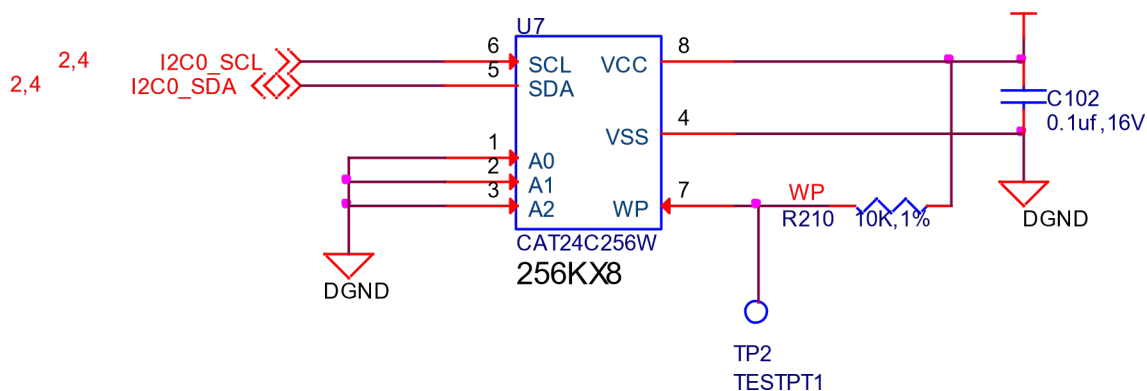 U7
2,4
I2C0_SCL
6
SCL
VCC
8
2,4
I2C0_SDA
5
SDA
C102
0.1uf,16V
VSS
4
1
A0
2
A1
3
A2
WP
7
WP
R210
10K,1%
DGND
CAT24C256W
256KX8
DGND
TP2
TESTPT1